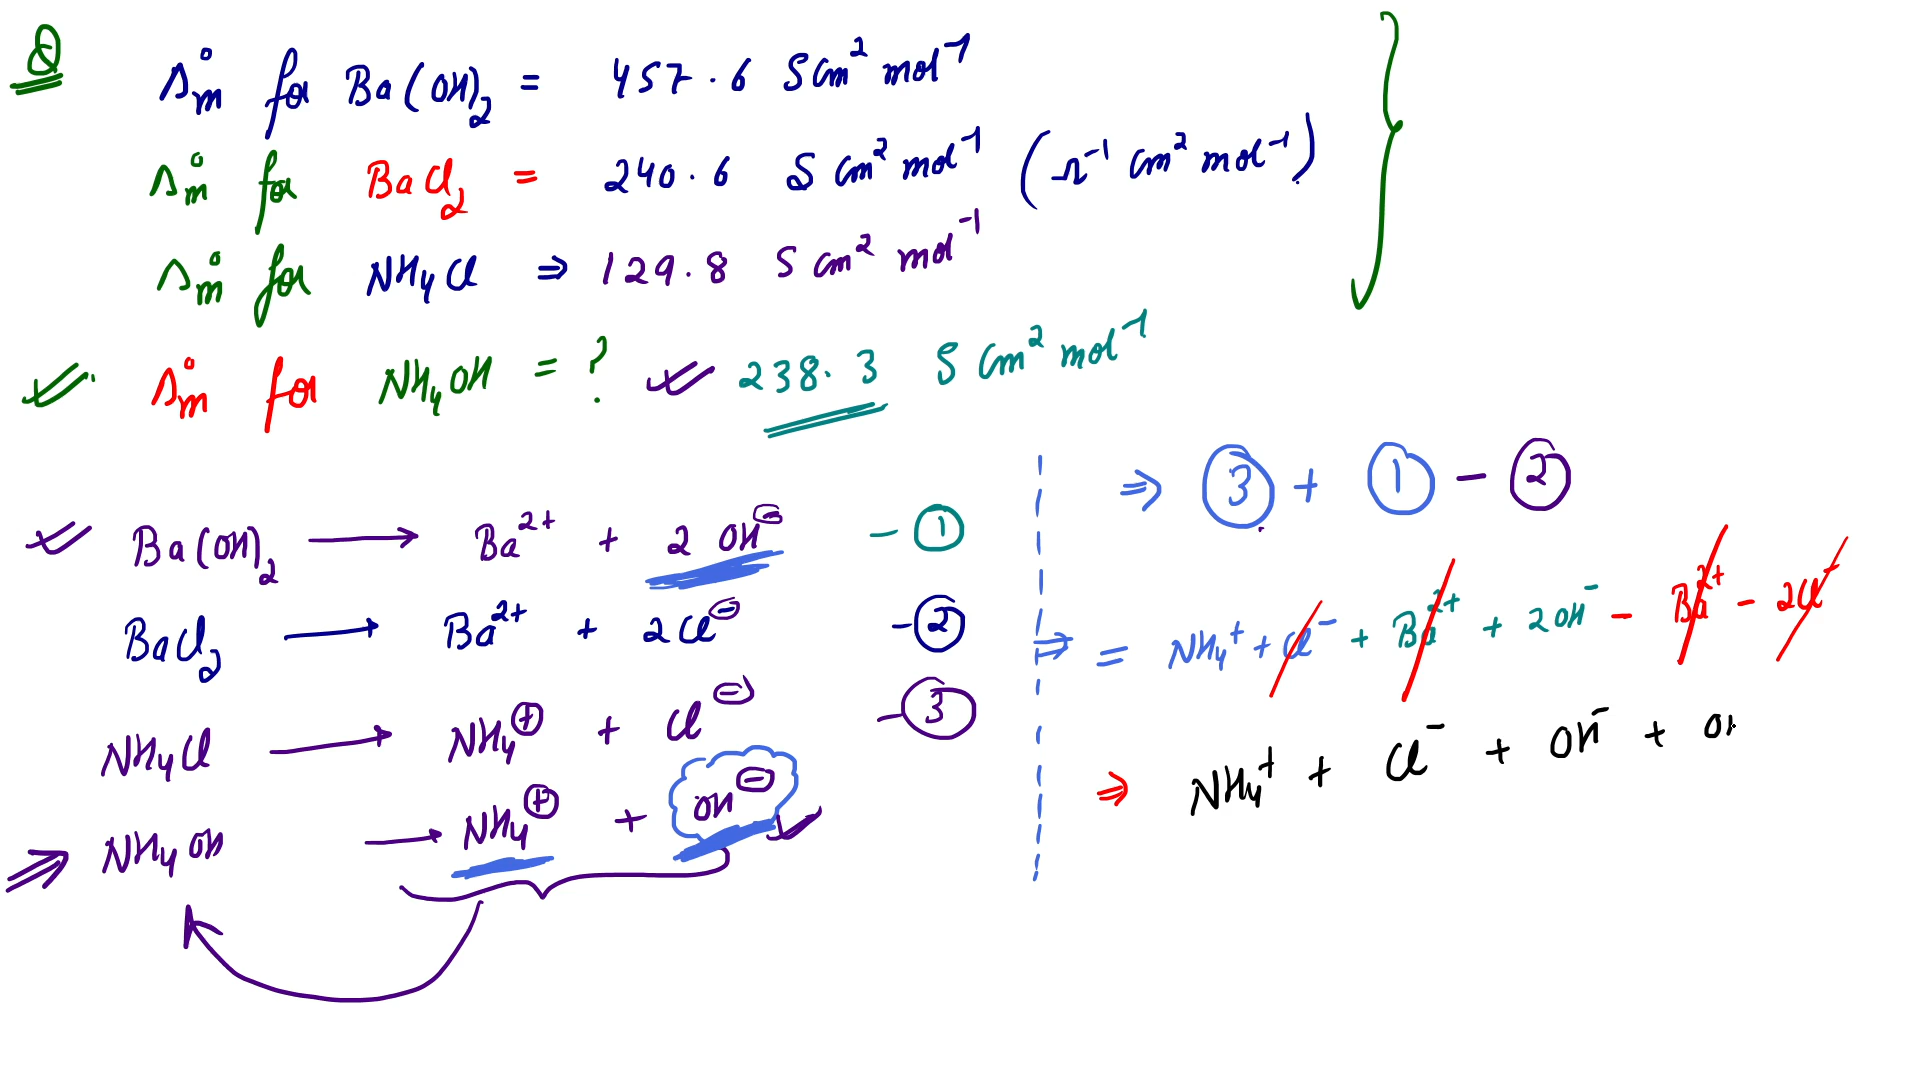 Q
Λ°m for Ba(OH)₂ = 457.6 S cm² mol⁻¹
Λ°m for BaCl₂ = 240.6 S cm² mol⁻¹ (Ω⁻¹ cm² mol⁻¹)
Λ°m for NH₄Cl ⇒ 129.8 S cm² mol⁻¹
✓ Λ°m for NH₄OH = ? ✓ 238.3 S cm² mol⁻¹
✓ Ba(OH)₂ → Ba²⁺ + 2 OH⊖ - ①
BaCl₂ → Ba²⁺ + 2Cl⊖ - ②
NH₄Cl → NH₄⊕ + Cl⊖ - ③
⇒ NH₄OH → NH₄⊕ + OH⊖
⇒ ③ + ① - ②
⇒ = NH₄⁺ + Cl⁻ + Ba²⁺ + 2OH⁻ - Ba²⁺ - 2Cl⁻
⇒ NH₄⁺ + Cl⁻ + OH⁻ + OH